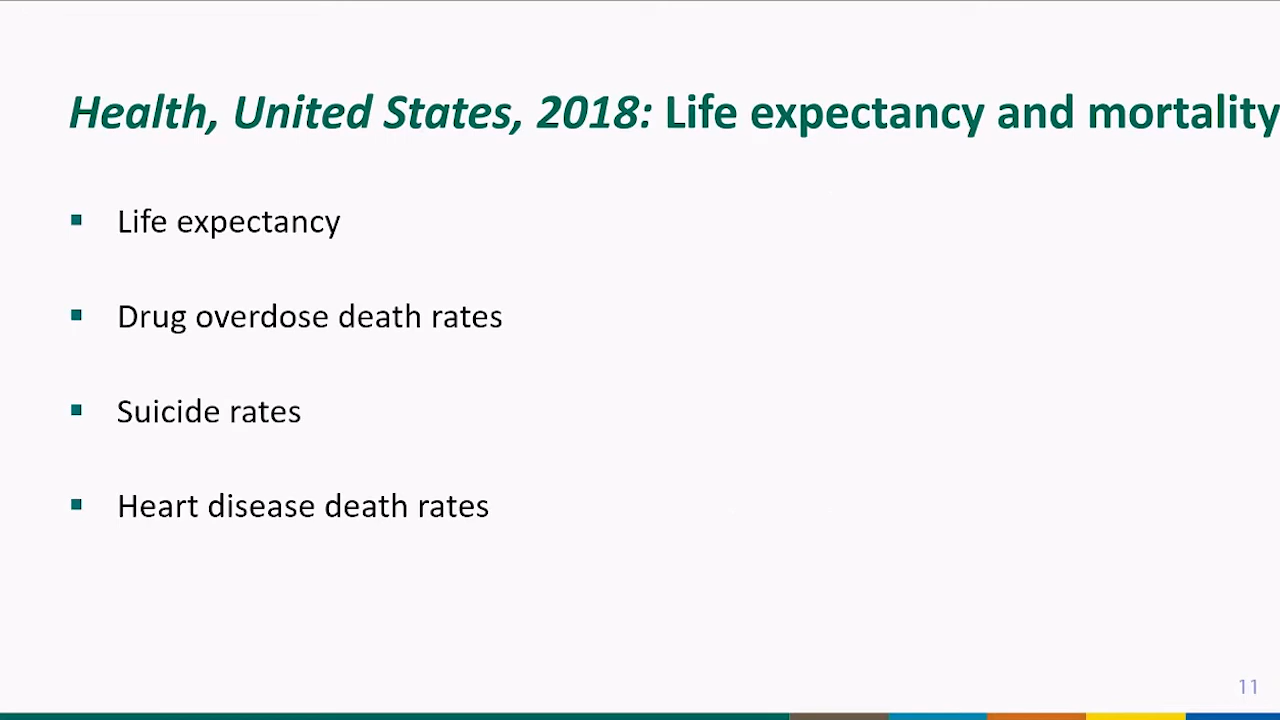 Health, United States, 2018: Life expectancy and mortality
▪ Life expectancy
▪ Drug overdose death rates
▪ Suicide rates
▪ Heart disease death rates
11